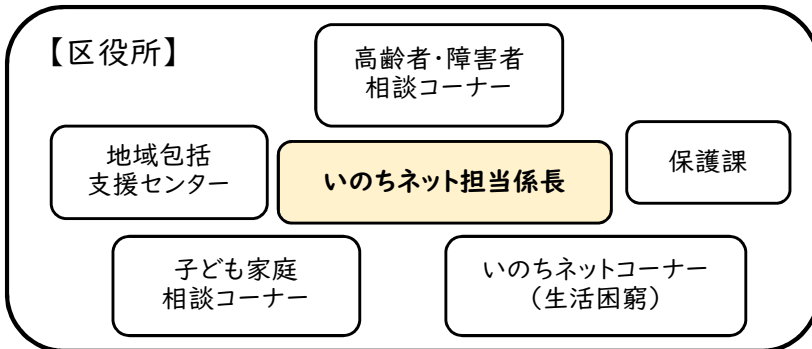 【区役所】
高齢者・障害者
相談コーナー
地域包括
支援センター
いのちネット担当係長
保護課
子ども家庭
相談コーナー
いのちネットコーナー
（生活困窮）